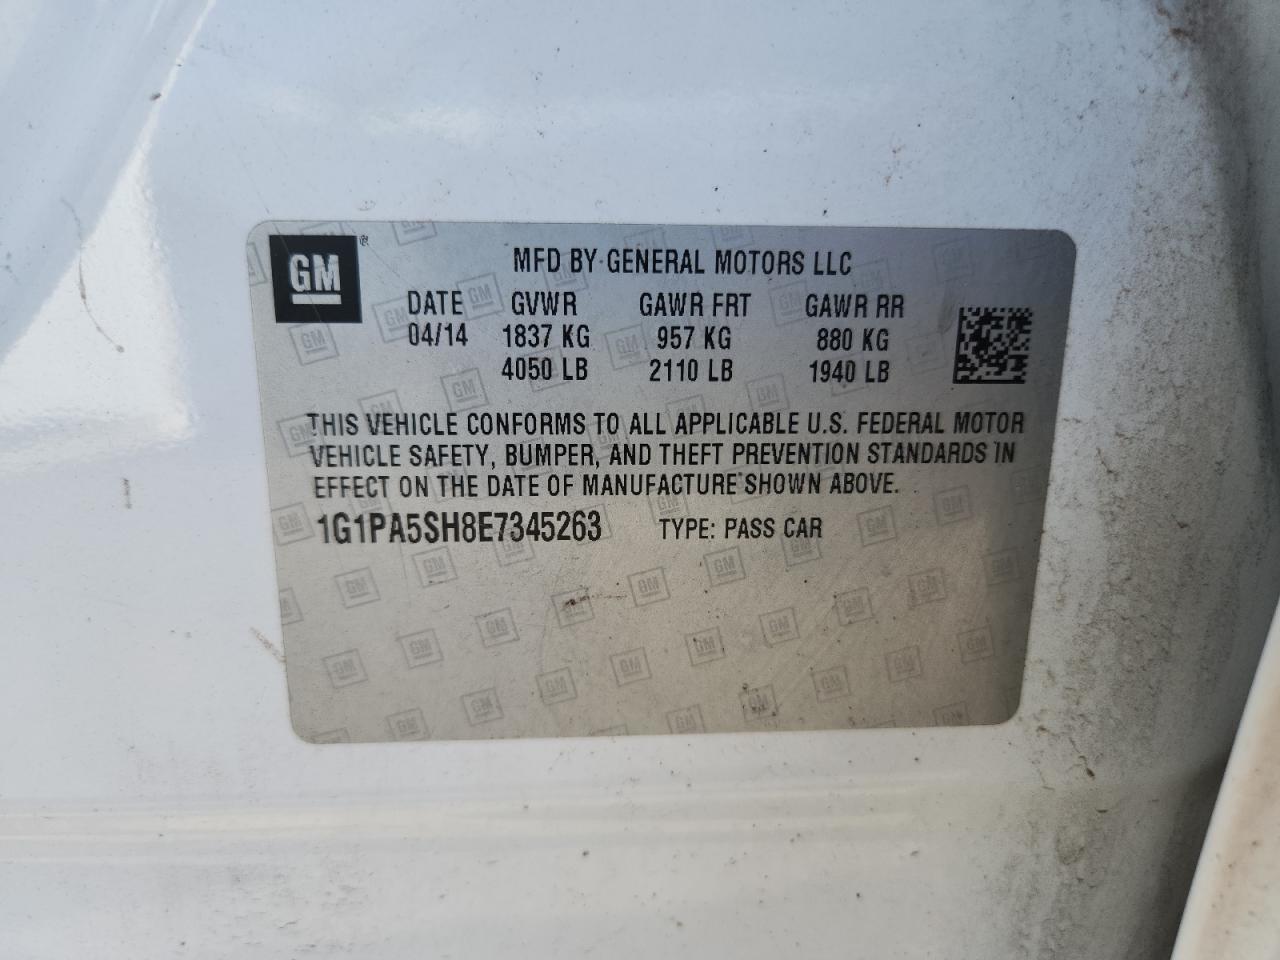 GM®
MFD BY GENERAL MOTORS LLC
DATE GVWR GAWR FRT GAWR RR
04/14 1837 KG 957 KG 880 KG
4050 LB 2110 LB 1940 LB
THIS VEHICLE CONFORMS TO ALL APPLICABLE U.S. FEDERAL MOTOR
VEHICLE SAFETY, BUMPER, AND THEFT PREVENTION STANDARDS IN
EFFECT ON THE DATE OF MANUFACTURE SHOWN ABOVE.
1G1PA5SH8E7345263 TYPE: PASS CAR